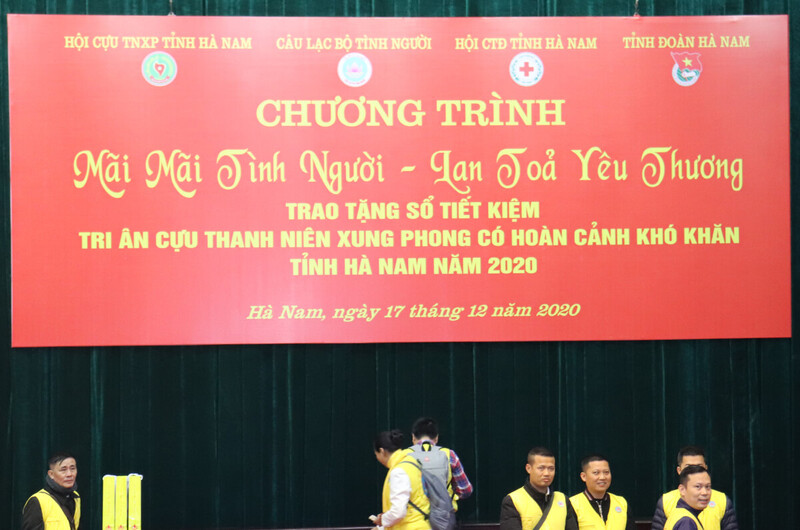 HỘI CỰU TNXP TỈNH HÀ NAM CÂU LẠC BỘ TÌNH NGƯỜI HỘI CTĐ TỈNH HÀ NAM TỈNH ĐOÀN HÀ NAM
CHƯƠNG TRÌNH
Mãi Mãi Tình Người - Lan Toả Yêu Thương
TRAO TẶNG SỔ TIẾT KIỆM
TRI ÂN CỰU THANH NIÊN XUNG PHONG CÓ HOÀN CẢNH KHÓ KHĂN
TỈNH HÀ NAM NĂM 2020
Hà Nam, ngày 17 tháng 12 năm 2020